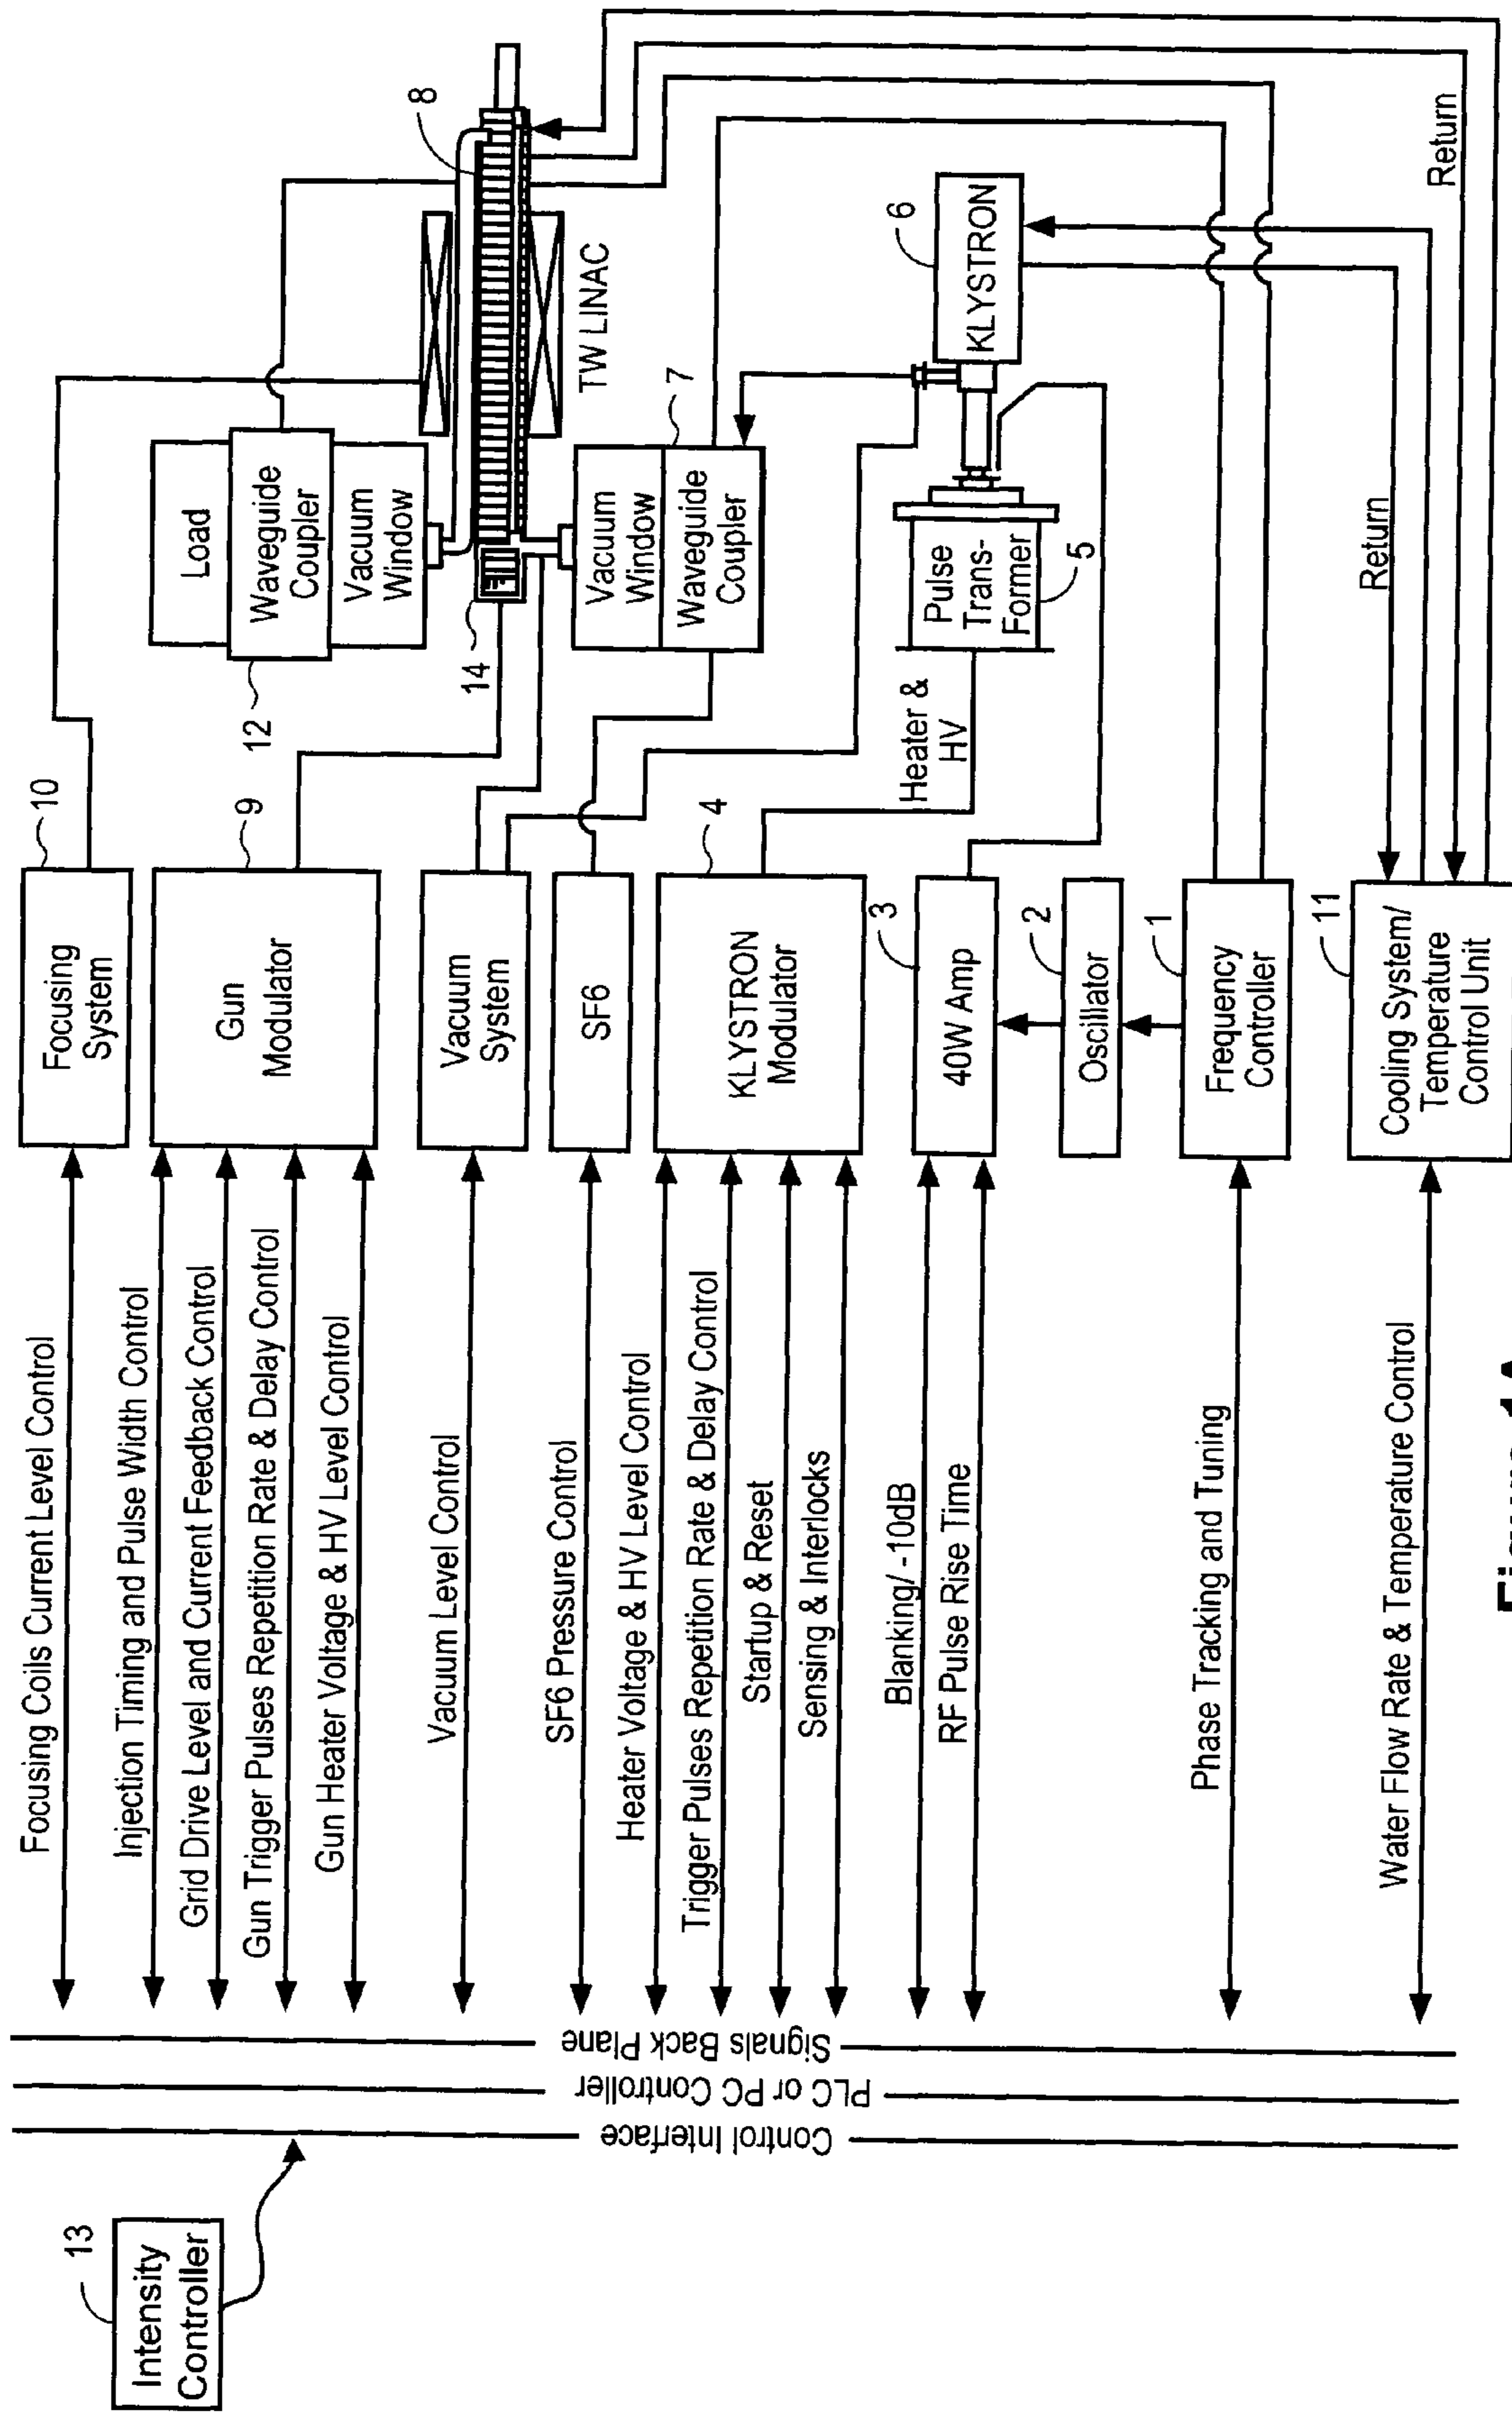 Focusing Coils Current Level Control
Injection Timing and Pulse Width Control
Grid Drive Level and Current Feedback Control
Gun Trigger Pulses Repetition Rate & Delay Control
Gun Heater Voltage & HV Level Control
Vacuum Level Control
SF6 Pressure Control
Heater Voltage & HV Level Control
Trigger Pulses Repetition Rate & Delay Control
Startup & Reset
Sensing & Interlocks
Blanking/ -10dB
RF Pulse Rise Time
Phase Tracking and Tuning
Water Flow Rate & Temperature Control
13
Intensity
Controller
Control Interface
PLC or PC Controller
Signals Back Plane
10
Focusing
System
9
Gun
Modulator
Vacuum
System
SF6
4
KLYSTRON
Modulator
3
40W Amp
2
Oscillator
1
Frequency
Controller
11
Cooling System/
Temperature
Control Unit
12
Load
Waveguide
Coupler
Vacuum
Window
14
8
TW LINAC
7
Vacuum
Window
Waveguide
Coupler
Heater &
HV
Pulse
Trans-
Former
5
6
KLYSTRON
Return
Return